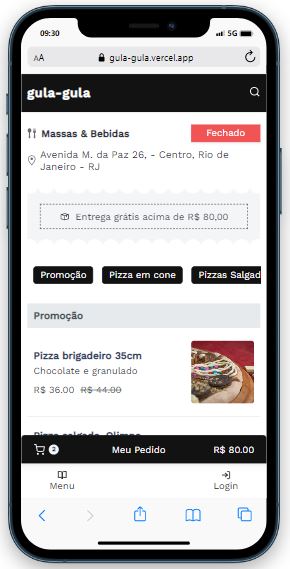 09:30
5G
AA
gula-gula.vercel.app
gula-gula
Massas & Bebidas
Fechado
Avenida M. da Paz 26, - Centro, Rio de
Janeiro - RJ
Entrega grátis acima de R$ 80,00
Promoção
Pizza em cone
Pizzas Salgad
Promoção
Pizza brigadeiro 35cm
Chocolate e granulado
R$ 36.00 R$ 44.00
Pizza salgada
2
Meu Pedido
R$ 80.00
Menu
Login